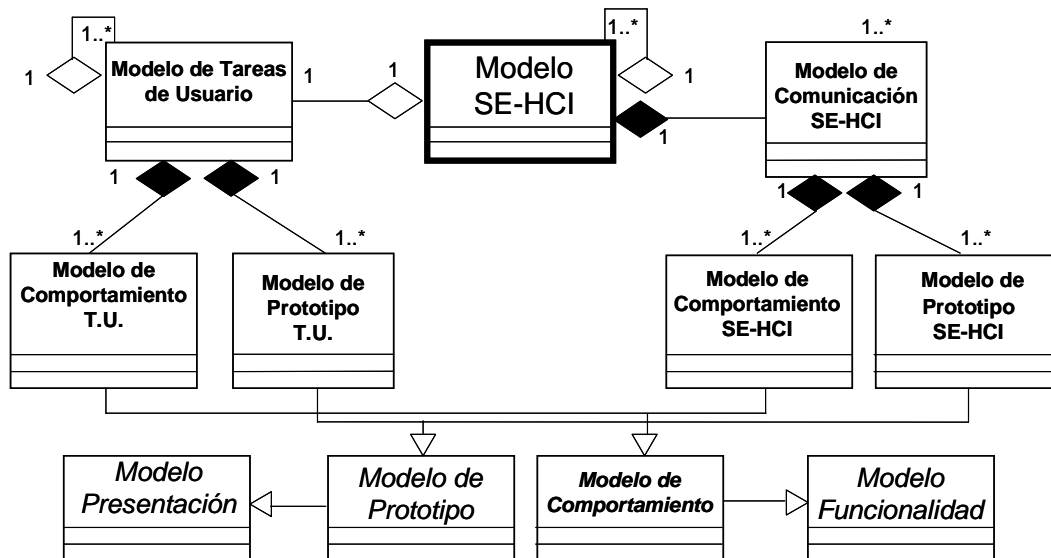 1..*
1..*
1..*
1
Modelo de Tareas
de Usuario
1
1
Modelo
SE-HCI
1
1
Modelo de
Comunicación
SE-HCI
1
1
1
1
1..*
1..*
1..*
1..*
Modelo de
Comportamiento
T.U.
Modelo de
Prototipo
T.U.
Modelo de
Comportamiento
SE-HCI
Modelo de
Prototipo
SE-HCI
Modelo
Presentación
Modelo de
Prototipo
Modelo de
Comportamiento
Modelo
Funcionalidad